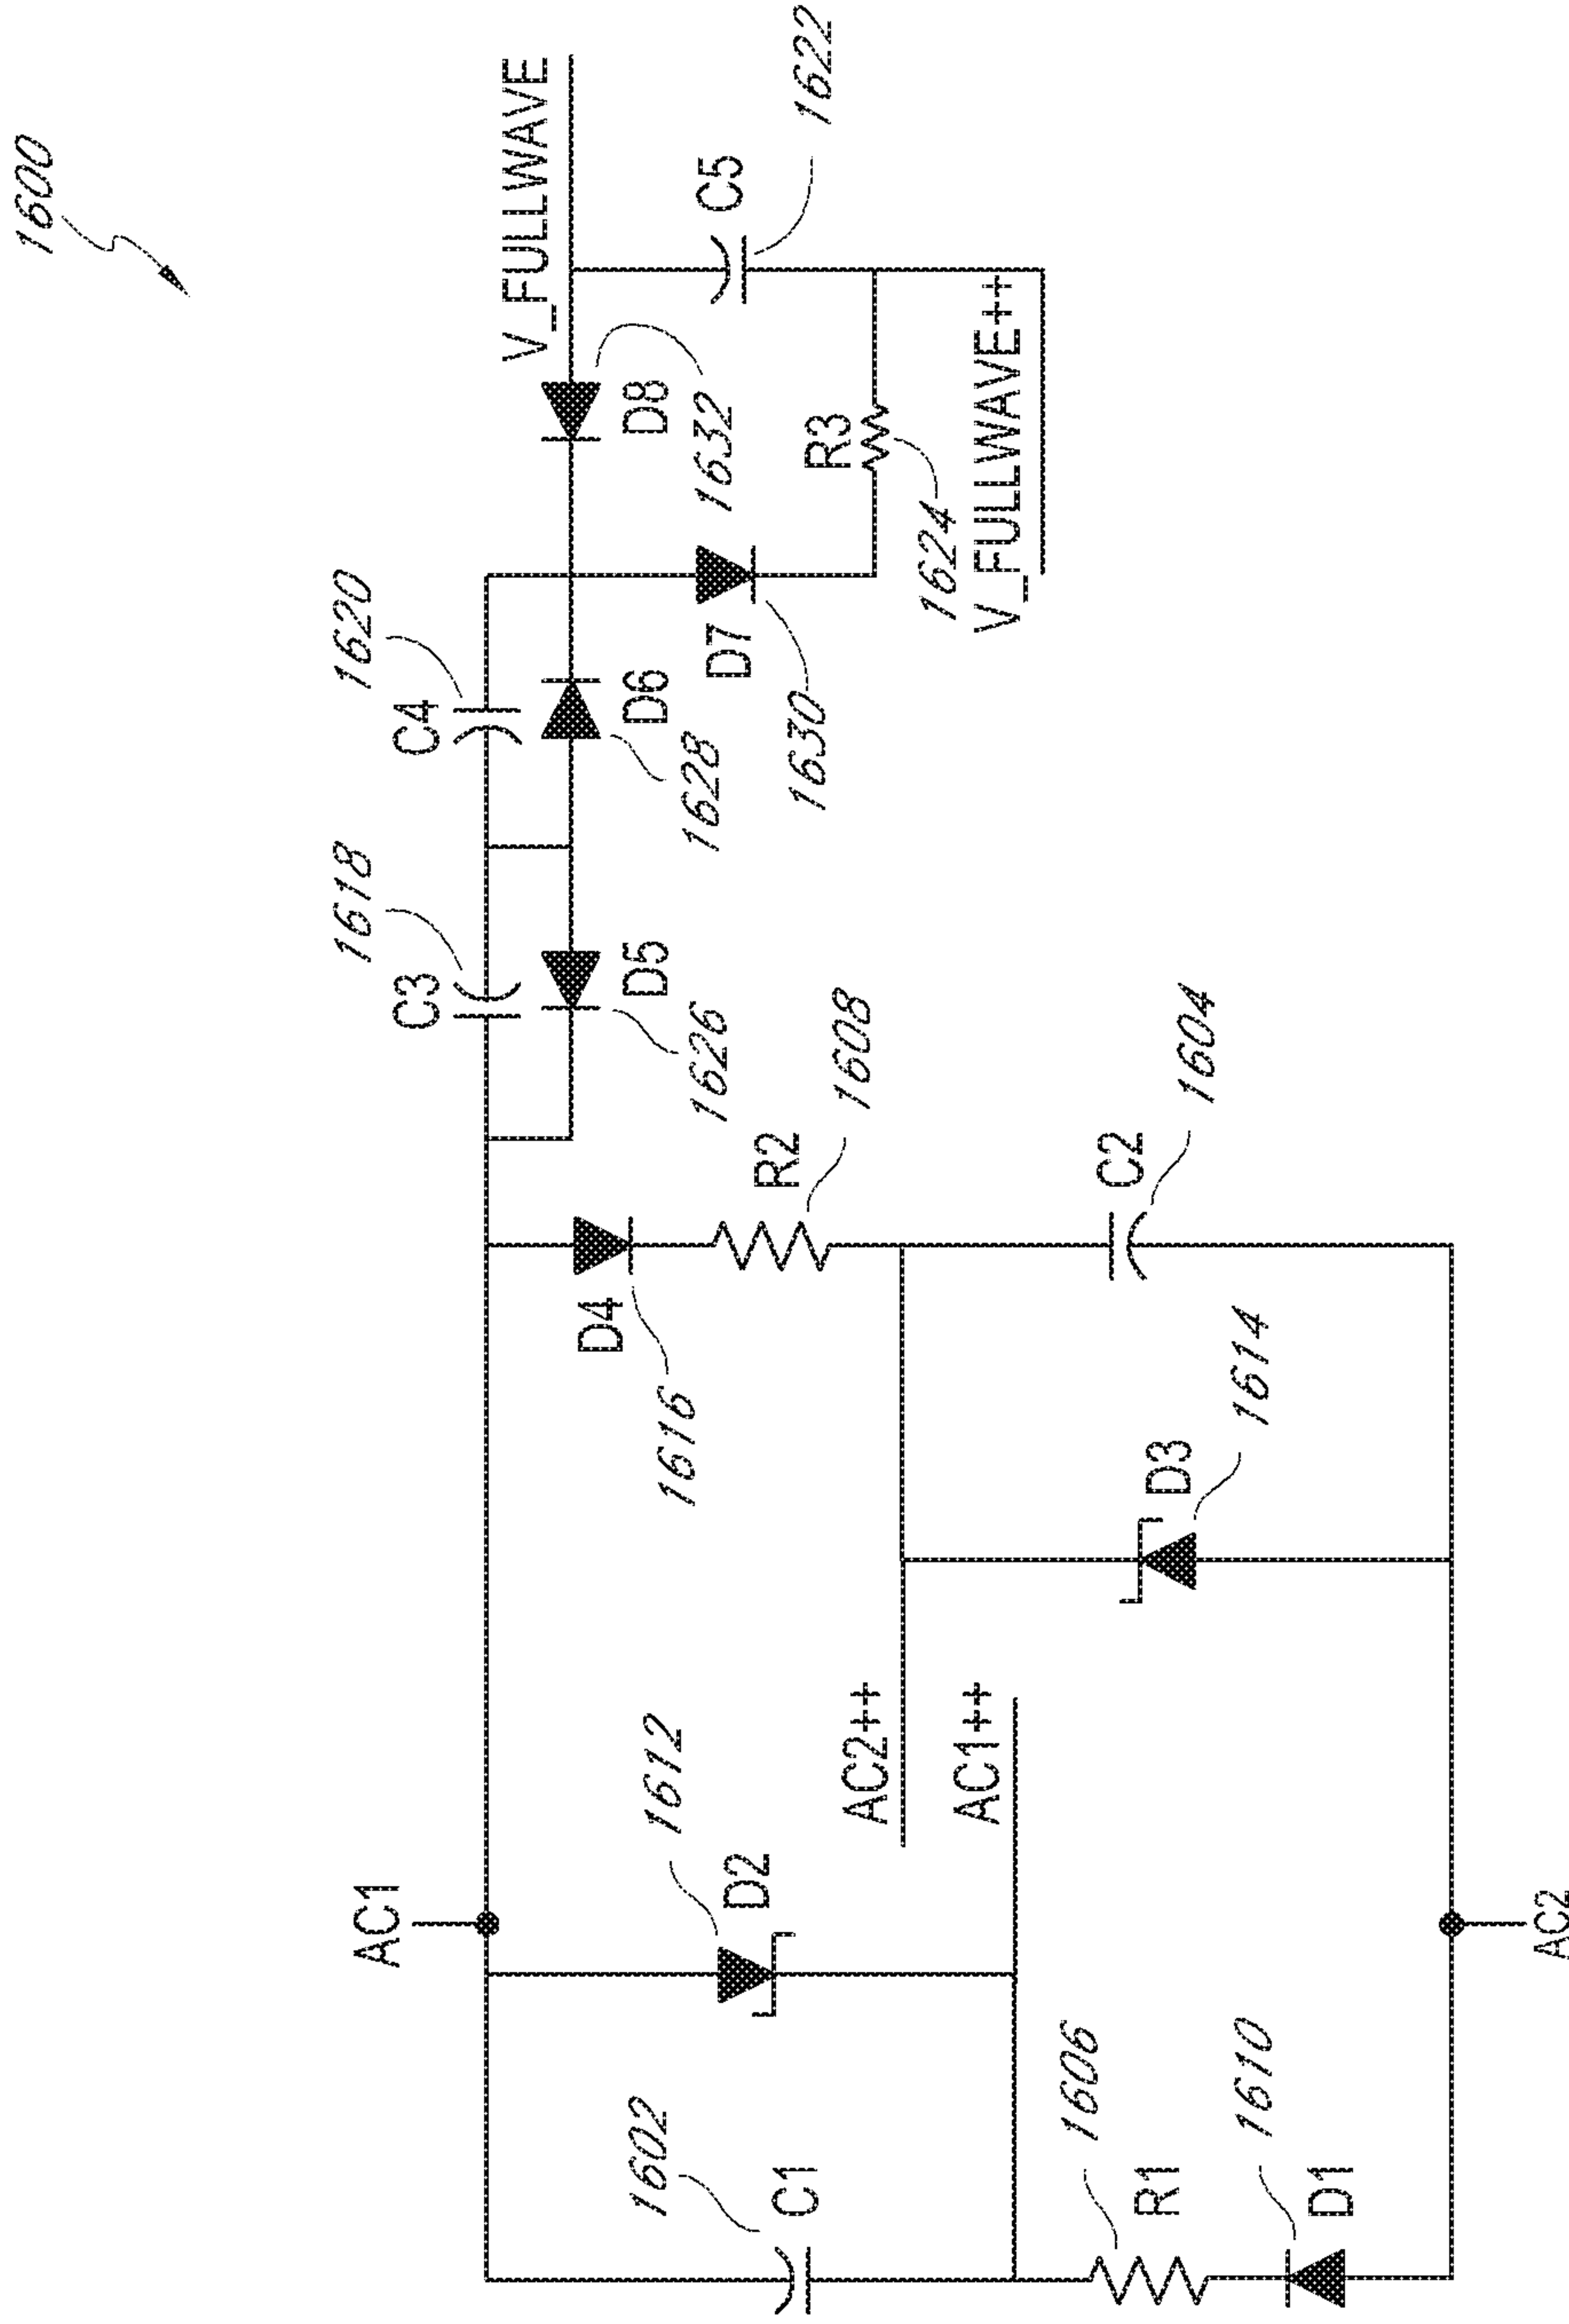 1600
AC1
AC2
1602
C1
1612
D2
1606
R1
1610
D1
AC2++
AC1++
D4
1616
R2
1608
D3
1614
C2
1604
C3
1618
D5
1626
C4
1620
D6
1628
D7
1630
D8
1632
V_FULLWAVE
C5
1622
R3
1624
V_FULLWAVE++